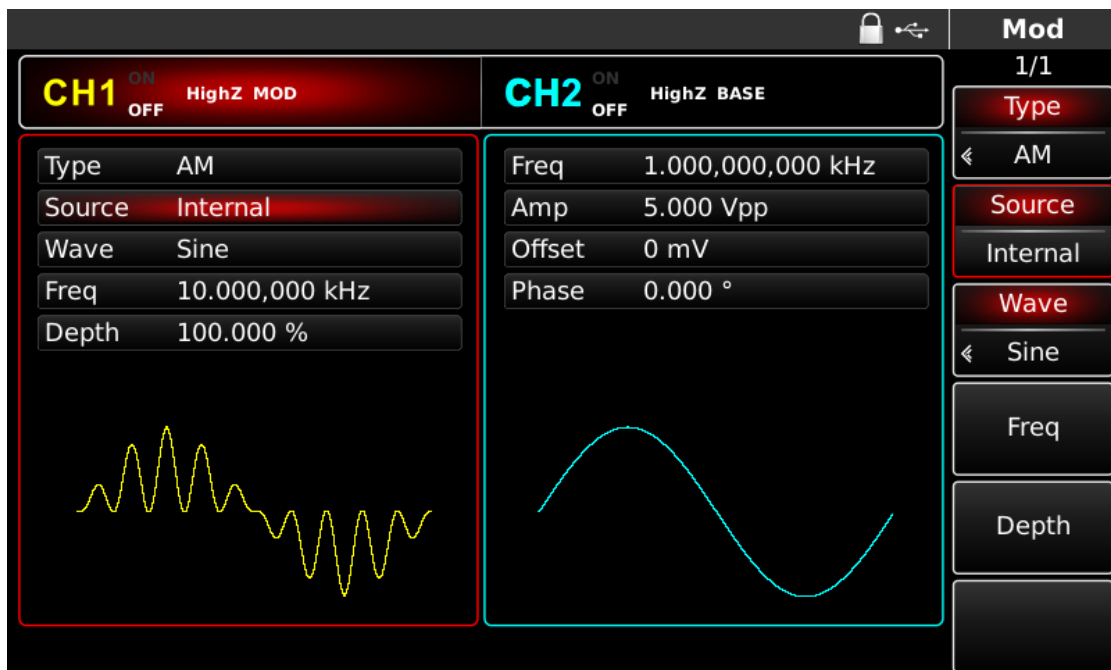 Mod
1/1
CH1 ON OFF HighZ MOD
CH2 ON OFF HighZ BASE
Type AM
Source Internal
Wave Sine
Freq 10.000,000 kHz
Depth 100.000 %
Freq 1.000,000,000 kHz
Amp 5.000 Vpp
Offset 0 mV
Phase 0.000 °
Type
AM
Source
Internal
Wave
Sine
Freq
Depth